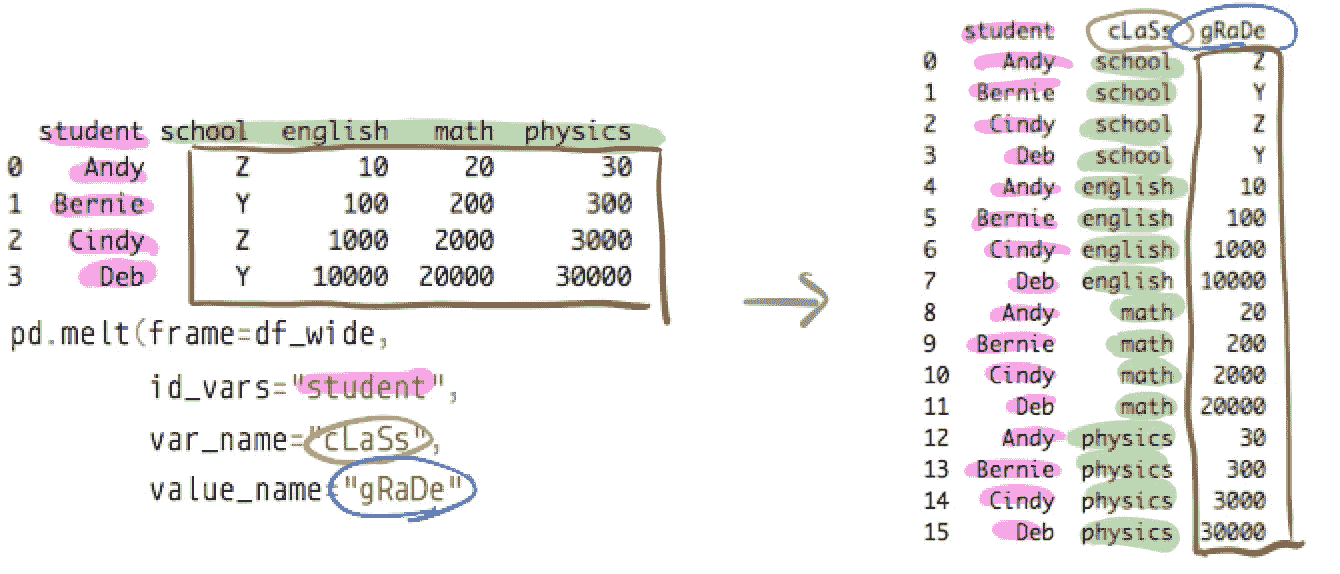 student school english math physics
0 Andy Z 10 20 30
1 Bernie Y 100 200 300
2 Cindy Z 1000 2000 3000
3 Deb Y 10000 20000 30000
pd.melt(frame=df_wide,
id_vars="student",
var_name="cLaSs",
value_name="gRaDe"
student cLaSs gRaDe
0 Andy school Z
1 Bernie school Y
2 Cindy school Z
3 Deb school Y
4 Andy english 10
5 Bernie english 100
6 Cindy english 1000
7 Deb english 10000
8 Andy math 20
9 Bernie math 200
10 Cindy math 2000
11 Deb math 20000
12 Andy physics 30
13 Bernie physics 300
14 Cindy physics 3000
15 Deb physics 30000